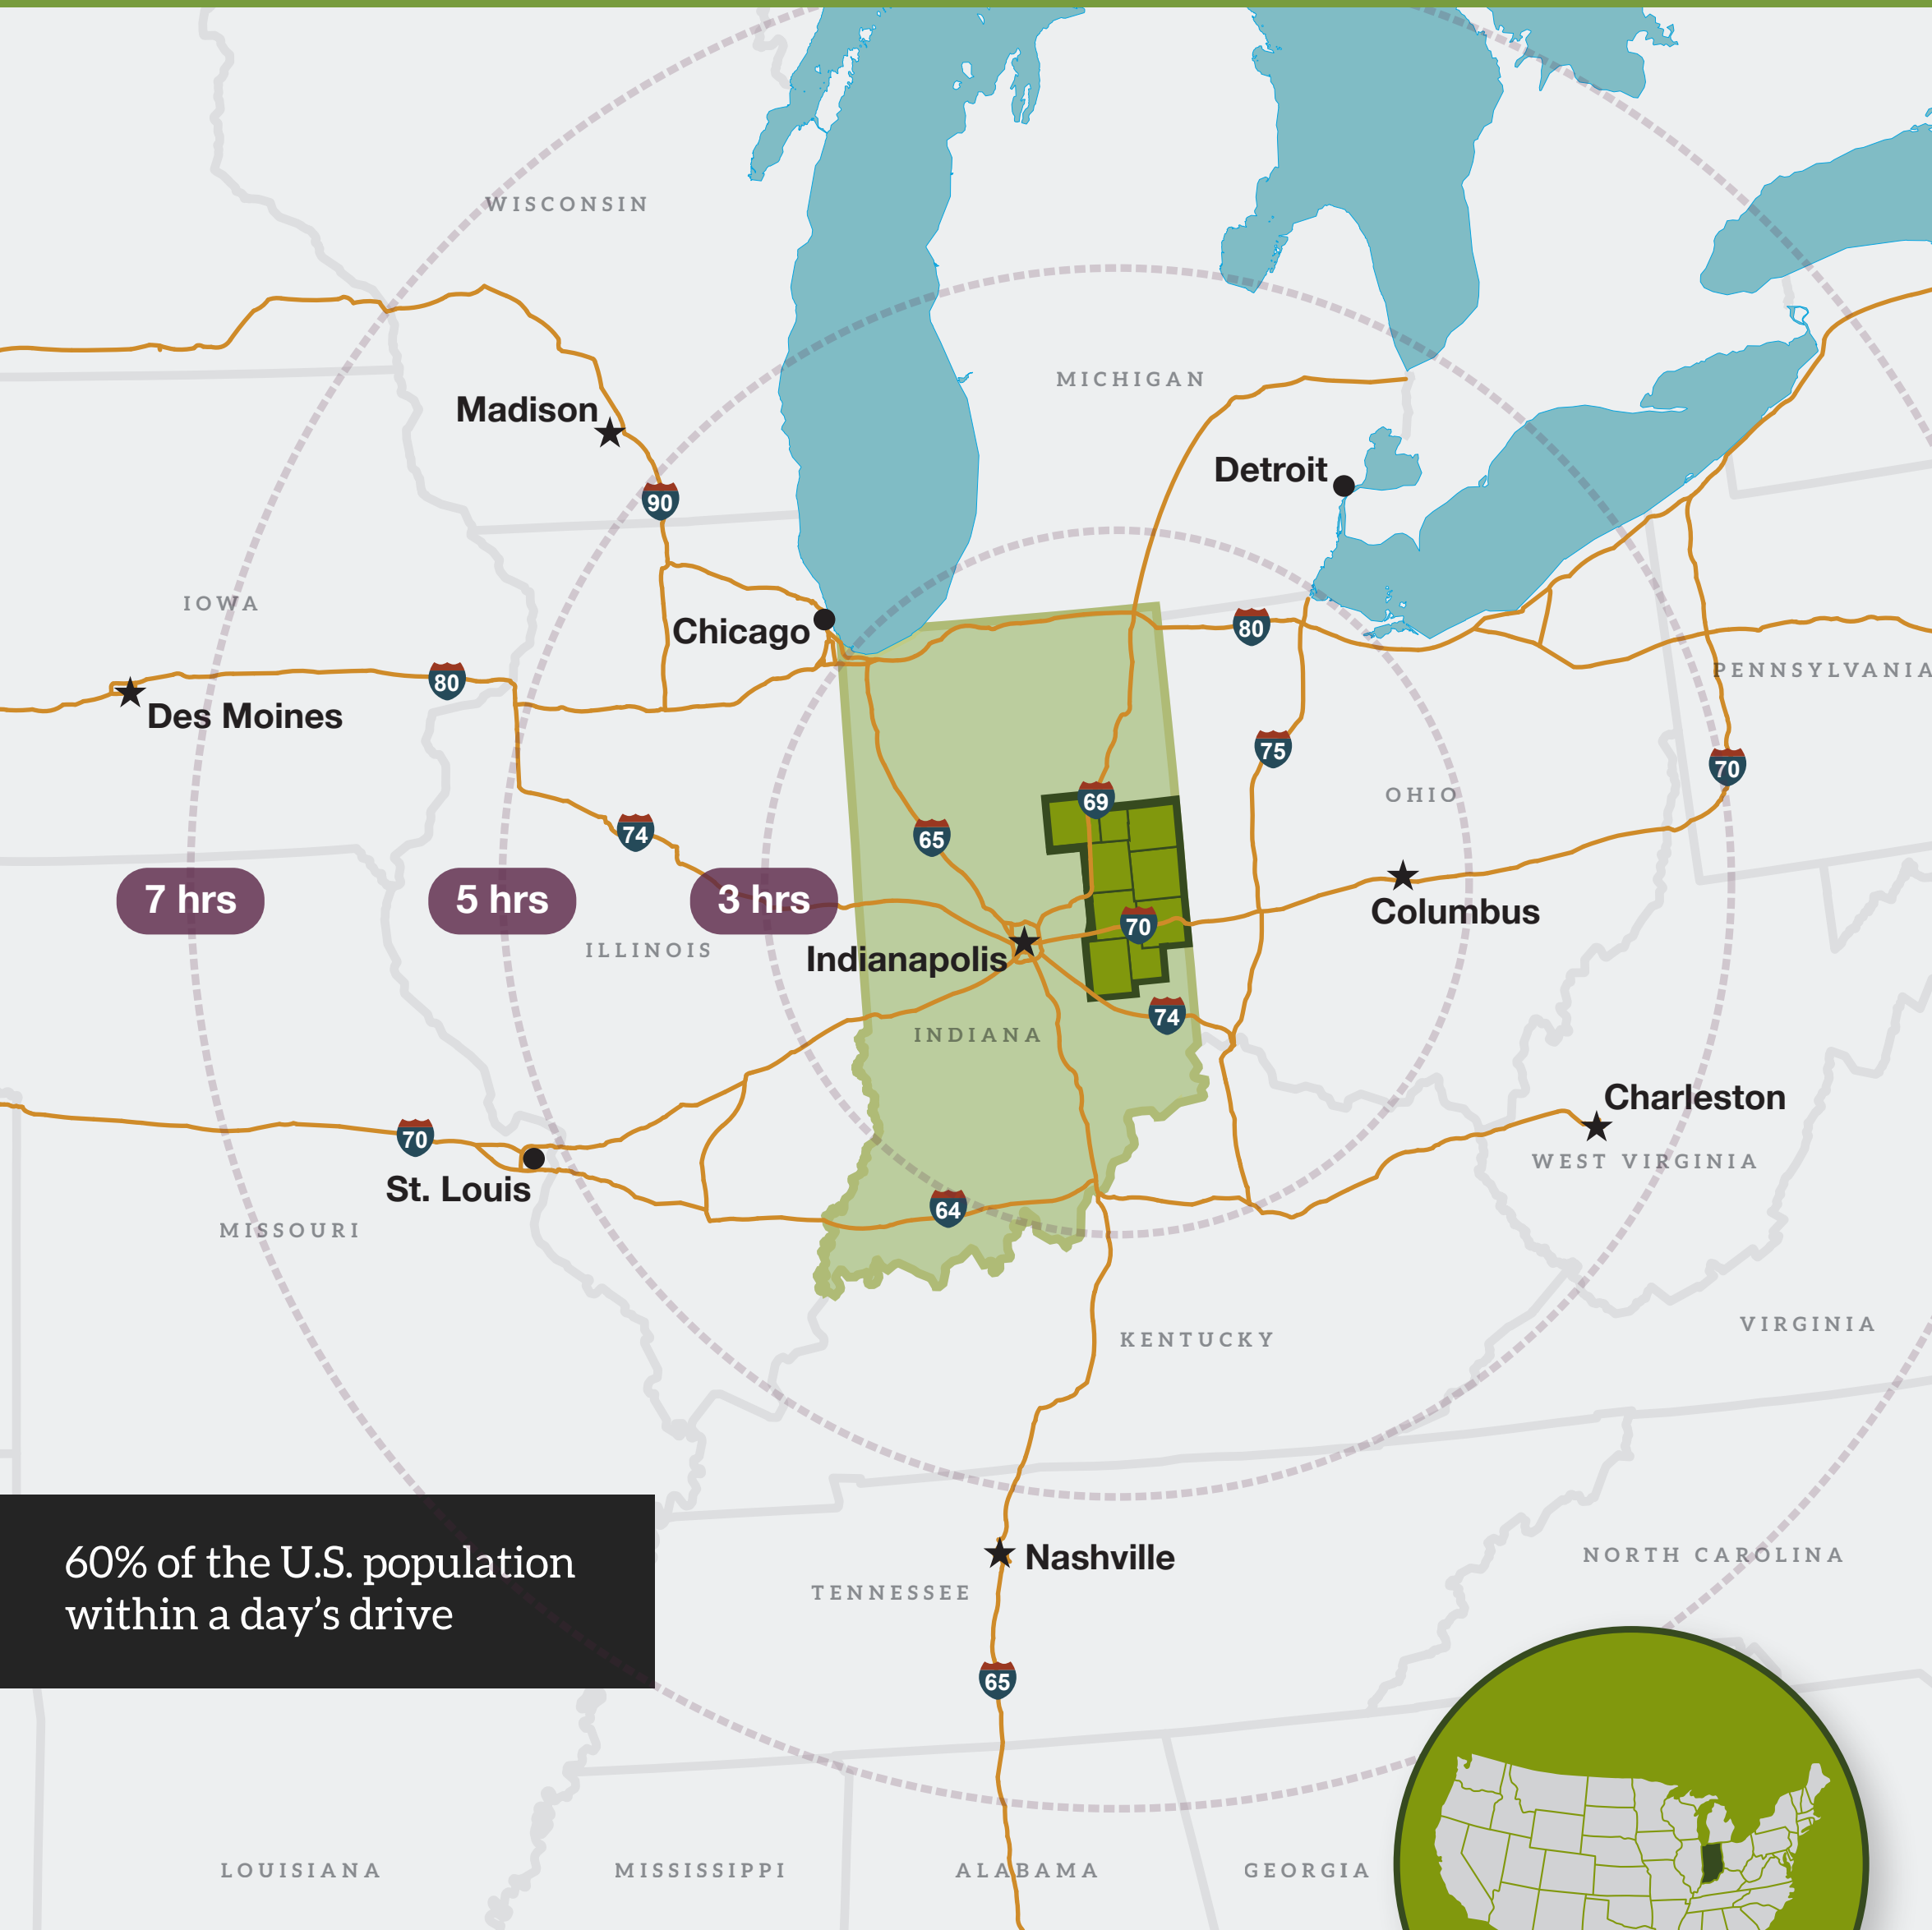 WISCONSIN
MICHIGAN
Madison
Detroit
90
IOWA
Chicago
80
80
PENNSYLVANIA
Des Moines
75
70
69
OHIO
74
65
7 hrs
5 hrs
3 hrs
Columbus
70
ILLINOIS
Indianapolis
74
INDIANA
Charleston
70
WEST VIRGINIA
St. Louis
64
MISSOURI
VIRGINIA
KENTUCKY
60% of the U.S. population
within a day’s drive
Nashville
NORTH CAROLINA
TENNESSEE
65
LOUISIANA
MISSISSIPPI
ALABAMA
GEORGIA